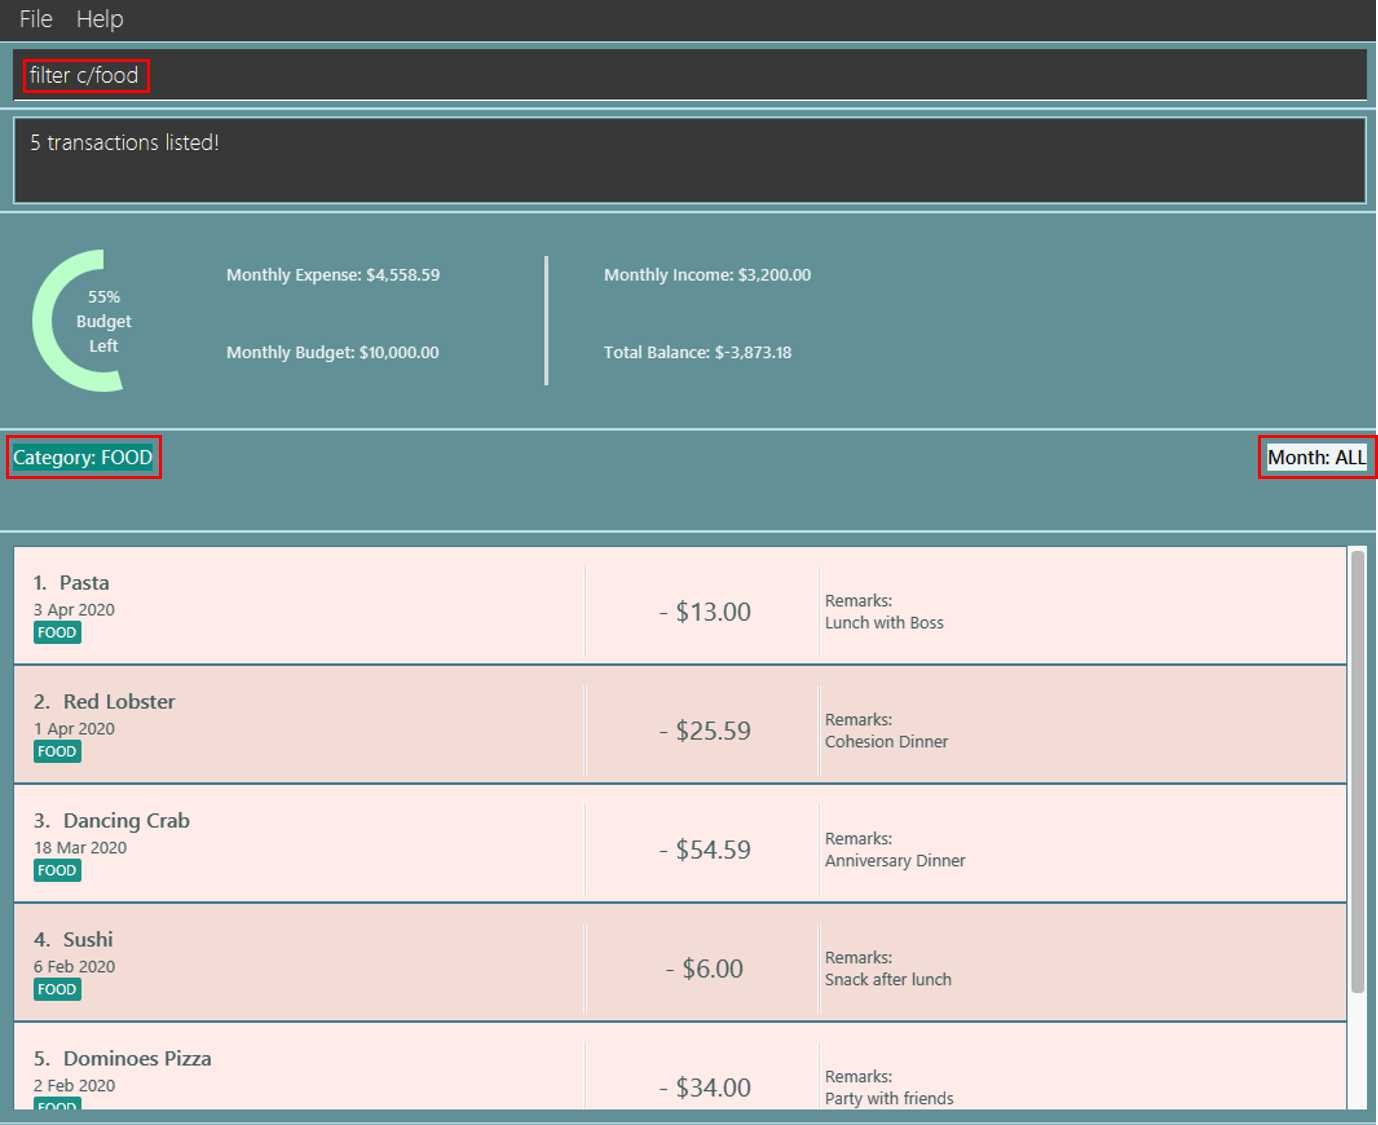 File Help
filter c/food
5 transactions listed!
55%
Budget
Left
Monthly Expense: $4,558.59
Monthly Budget: $10,000.00
Monthly Income: $3,200.00
Total Balance: $-3,873.18
Category: FOOD
Month: ALL
1. Pasta
3 Apr 2020
FOOD
- $13.00
Remarks:
Lunch with Boss
2. Red Lobster
1 Apr 2020
FOOD
- $25.59
Remarks:
Cohesion Dinner
3. Dancing Crab
18 Mar 2020
FOOD
- $54.59
Remarks:
Anniversary Dinner
4. Sushi
6 Feb 2020
FOOD
- $6.00
Remarks:
Snack after lunch
5. Dominoes Pizza
2 Feb 2020
FOOD
- $34.00
Remarks:
Party with friends